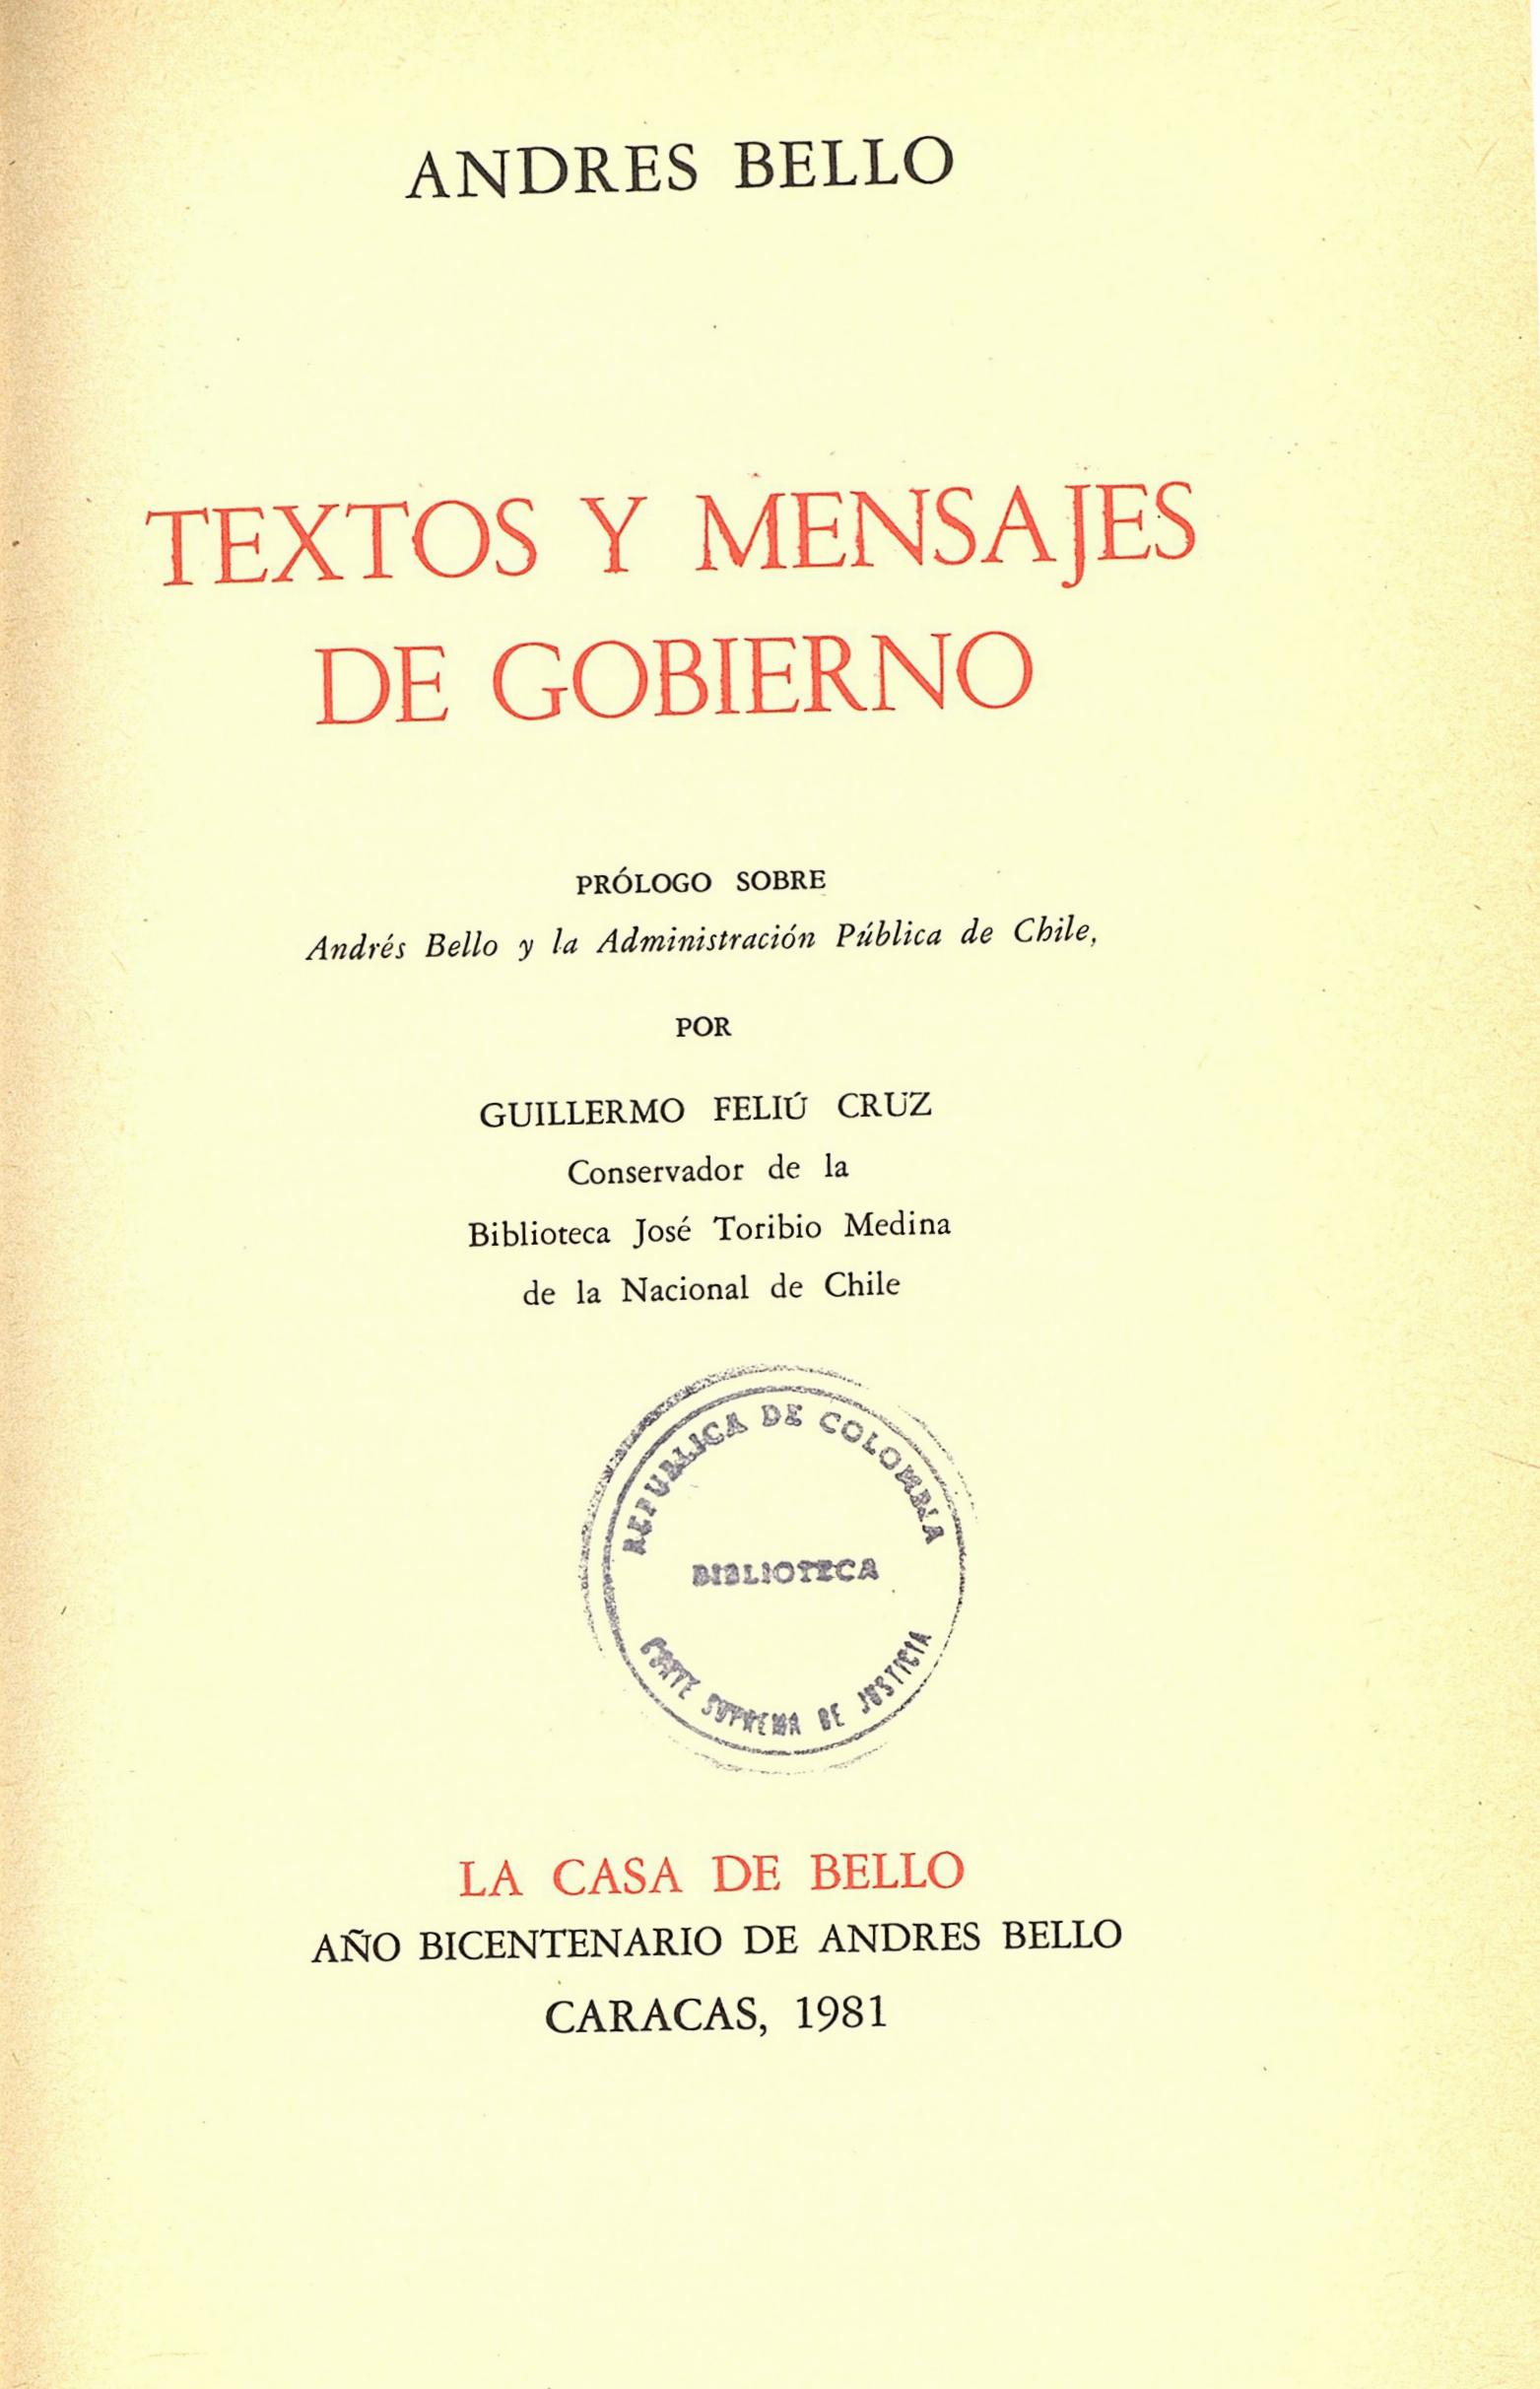 ANDRES BELLO
TEXTOS Y MENSAJES
DE GOBIERNO
PRÓLOGO SOBRE
Andrés Bello y la Administración Pública de Chile,
POR
GUILLERMO FELIÚ CRUZ
Conservador de la
Biblioteca José Toribio Medina
de la Nacional de Chile
REPUBLICA DE COLOMBIA
BIBLIOTECA
CORTE SUPREMA DE JUSTICIA
LA CASA DE BELLO
AÑO BICENTENARIO DE ANDRES BELLO
CARACAS, 1981